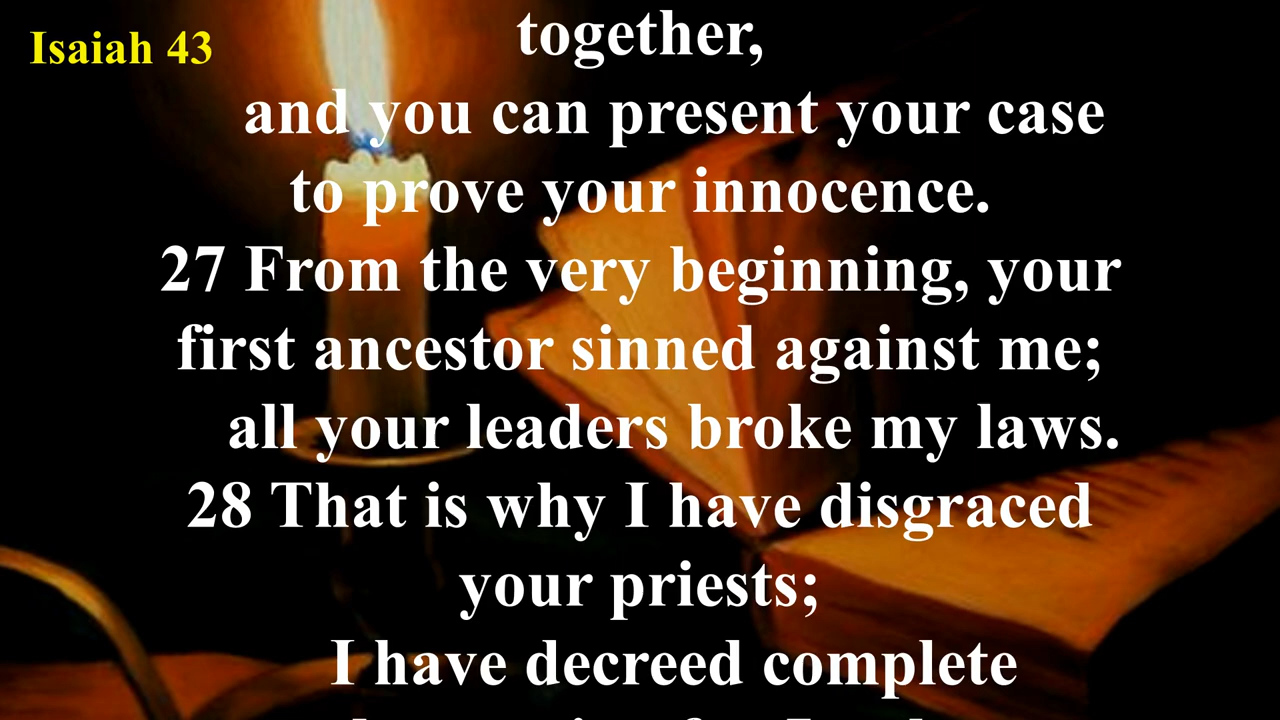 Isaiah 43
together,
and you can present your case
to prove your innocence.
27 From the very beginning, your
first ancestor sinned against me;
all your leaders broke my laws.
28 That is why I have disgraced
your priests;
I have decreed complete